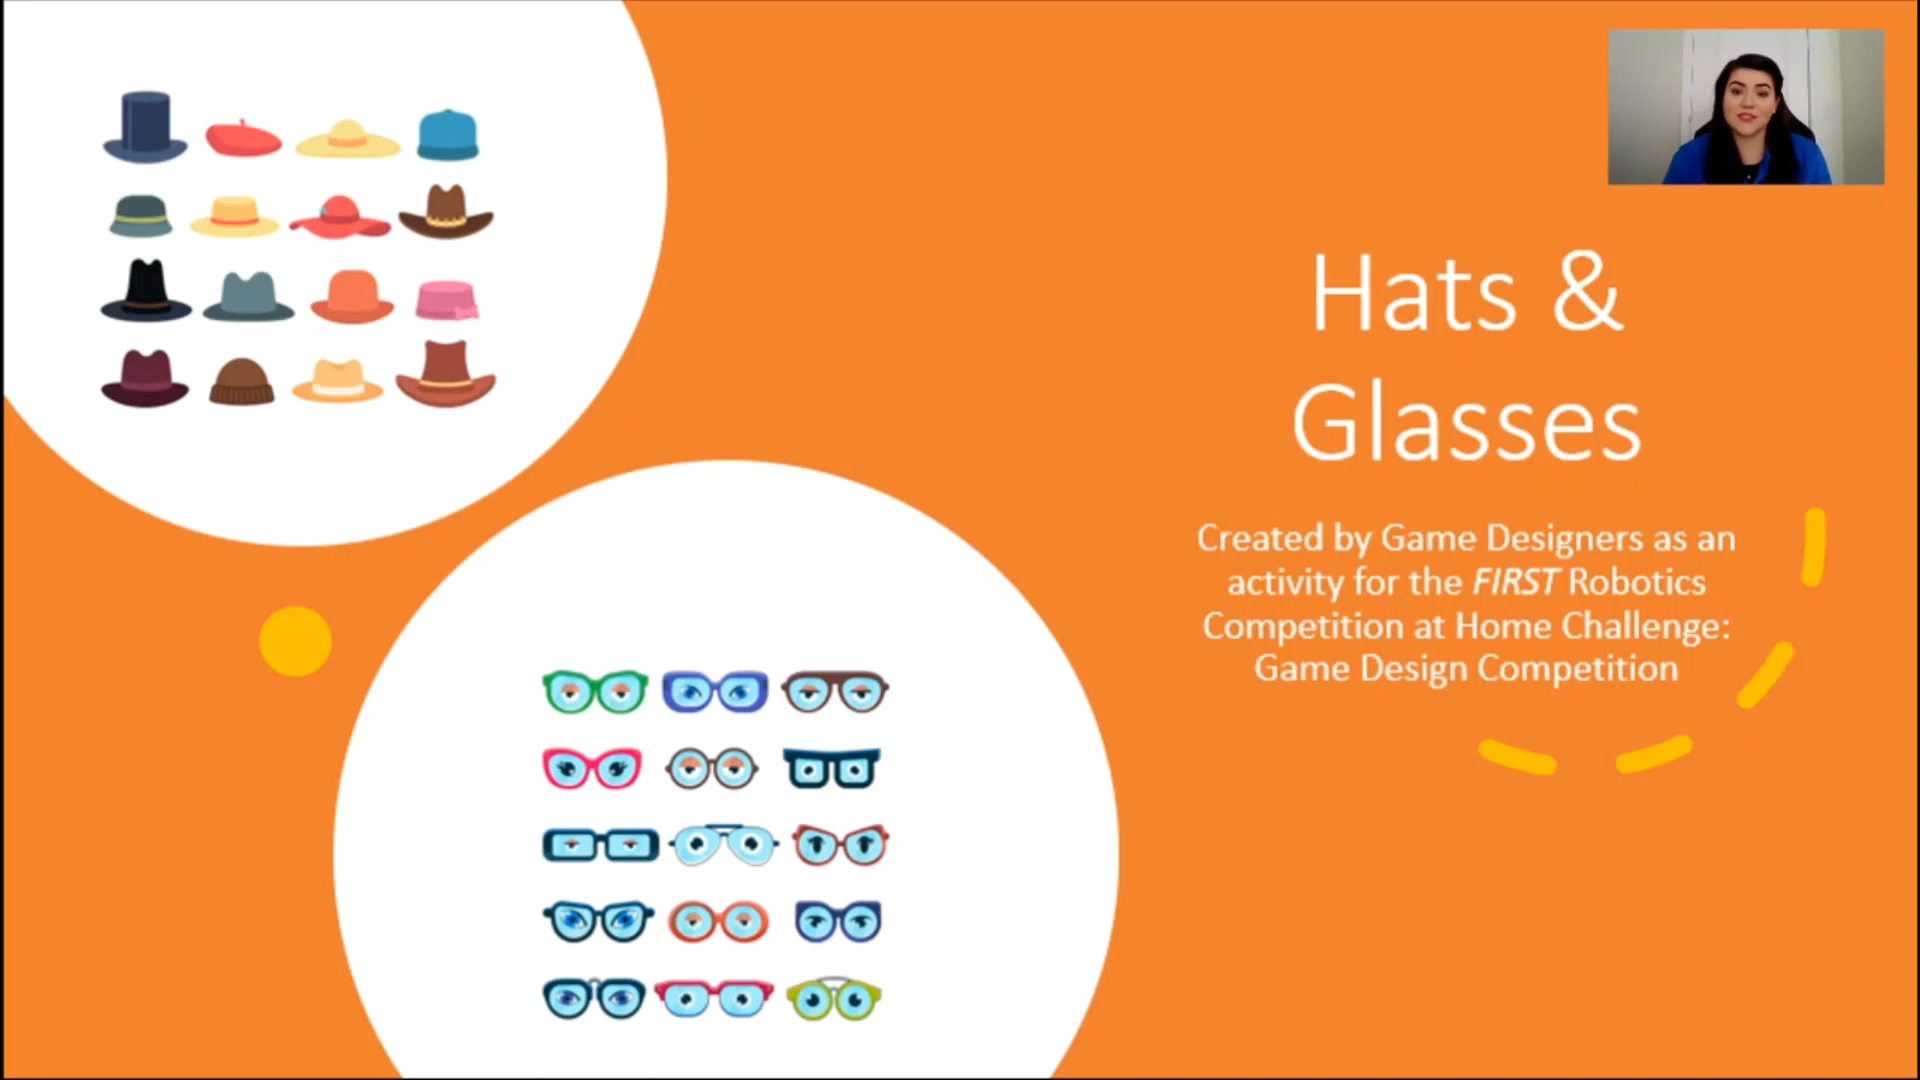 Hats &
Glasses
Created by Game Designers as an
activity for the FIRST Robotics
Competition at Home Challenge:
Game Design Competition